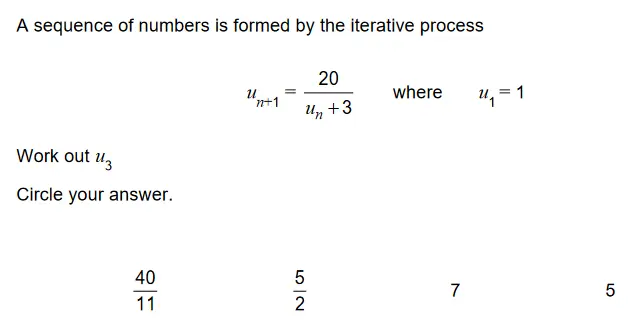 A sequence of numbers is formed by the iterative process
u_{n+1} = \frac{20}{u_n + 3} where u_1 = 1
Work out u_3
Circle your answer.
\frac{40}{11} \frac{5}{2} 7 5